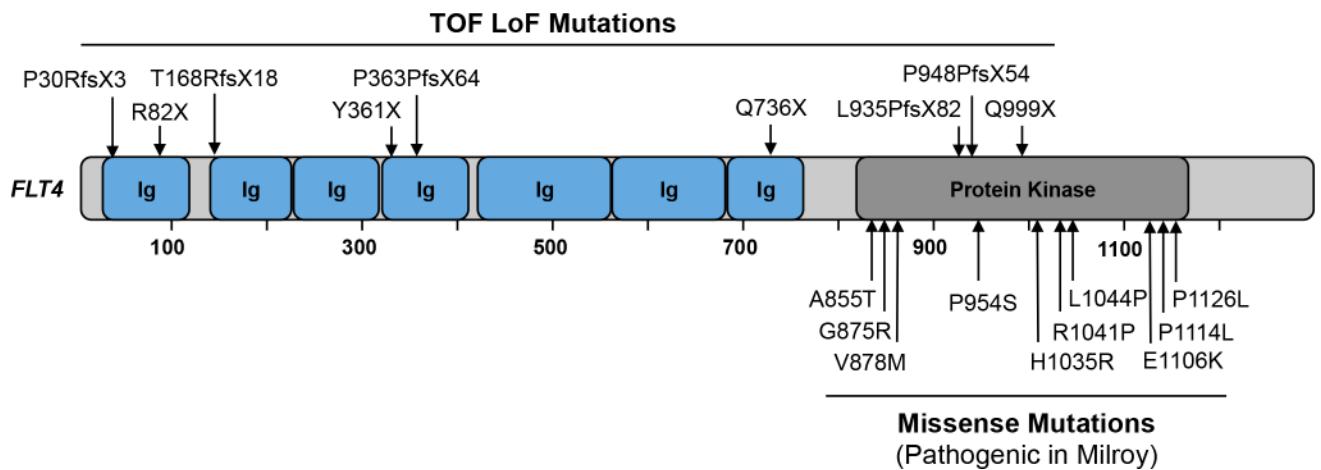 TOF LoF Mutations
P30RfsX3
T168RfsX18
P363PfsX64
P948PfsX54
R82X
Y361X
Q736X
L935PfsX82
Q999X
FLT4
Ig
Ig
Ig
Ig
Ig
Ig
Ig
Protein Kinase
100
300
500
700
900
1100
A855T
P954S
L1044P
P1126L
G875R
R1041P
P1114L
V878M
H1035R
E1106K
Missense Mutations
(Pathogenic in Milroy)